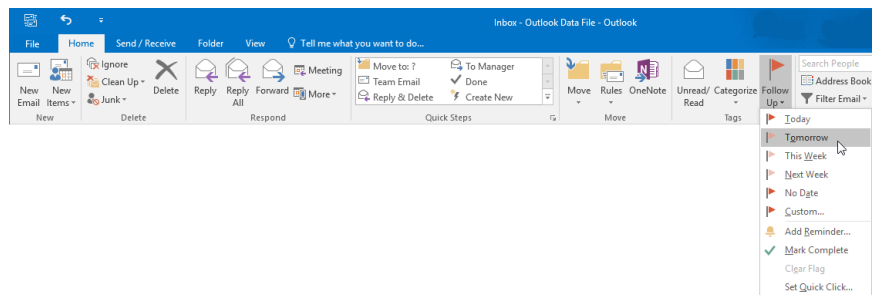 Inbox - Outlook Data File - Outlook
File Home Send / Receive Folder View Tell me what you want to do...
New Email
New Items
Ignore
Clean Up
Junk
Delete
Reply
Reply All
Forward
Meeting
More
Move to: ?
Team Email
Reply & Delete
To Manager
Done
Create New
Move
Rules
OneNote
Unread/ Read
Categorize
Follow Up
Search People
Address Book
Filter Email
New Delete Respond Quick Steps Move Tags
Today
Tomorrow
This Week
Next Week
No Date
Custom...
Add Reminder...
Mark Complete
Clear Flag
Set Quick Click...